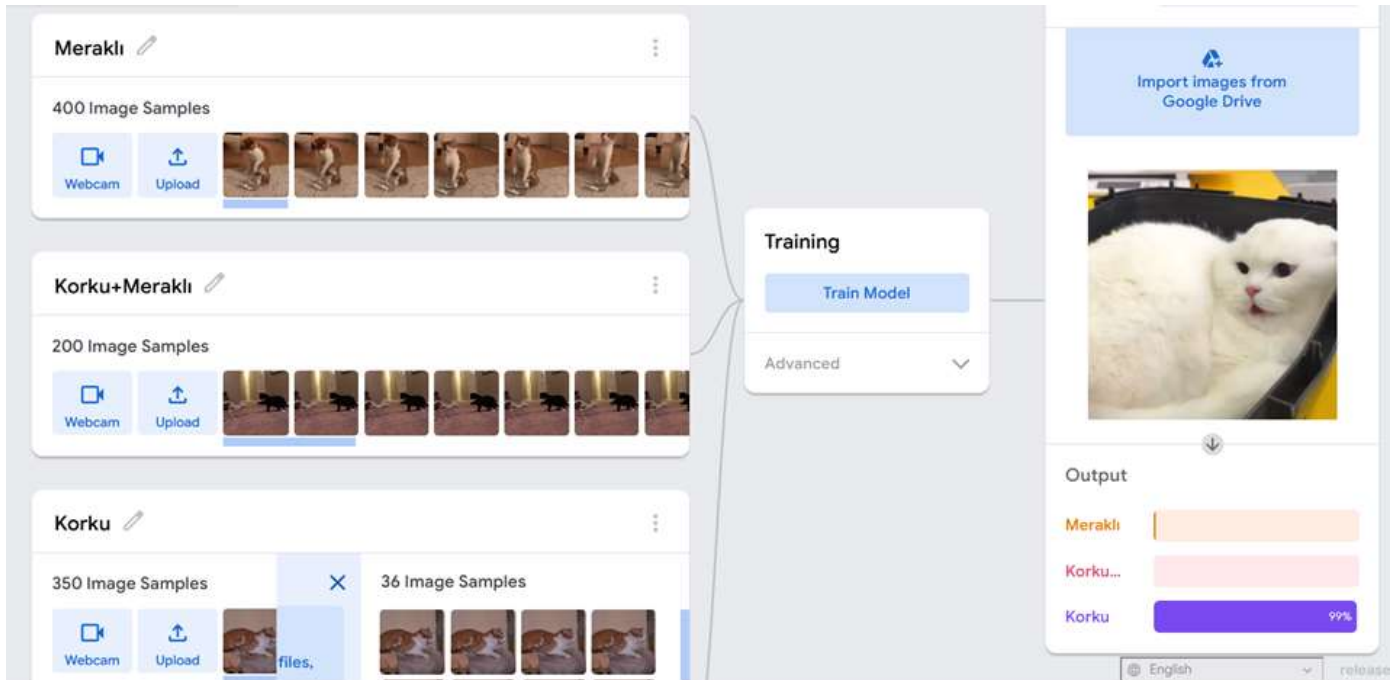 Meraklı
400 Image Samples
Webcam
Upload
Korku+Meraklı
200 Image Samples
Webcam
Upload
Korku
350 Image Samples
Webcam
Upload
files,
36 Image Samples
Training
Train Model
Advanced
Import images from
Google Drive
Output
Meraklı
Korku...
Korku
99%
English
release